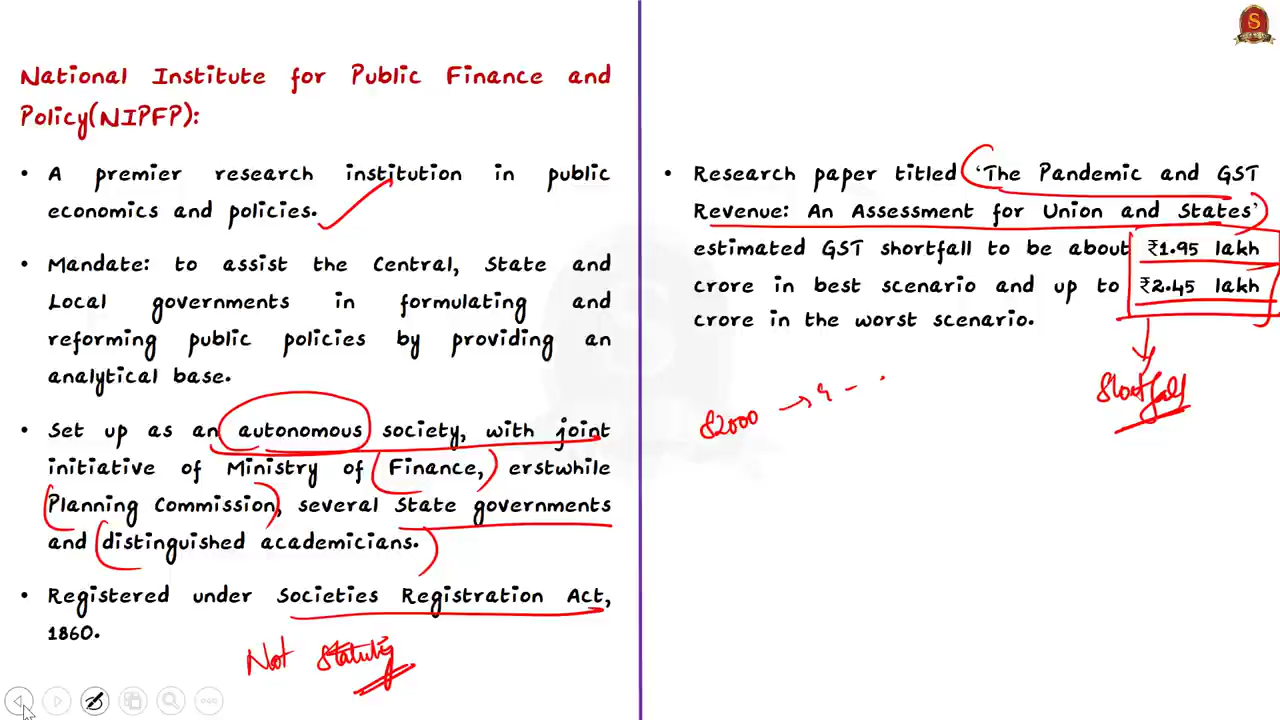 National Institute for Public Finance and
Policy(NIPFP):
• A premier research institution in public
economics and policies.
• Mandate: to assist the Central, State and
Local governments in formulating and
reforming public policies by providing an
analytical base.
• Set up as an autonomous society, with joint
initiative of Ministry of Finance, erstwhile
Planning Commission, several State governments
and distinguished academicians.
• Registered under Societies Registration Act,
1860.
Not
• Research paper titled 'The Pandemic and GST
Revenue: An Assessment for Union and States'
estimated GST shortfall to be about ₹1.95 lakh
crore in best scenario and up to ₹2.45 lakh
crore in the worst scenario.
Shortfall
S